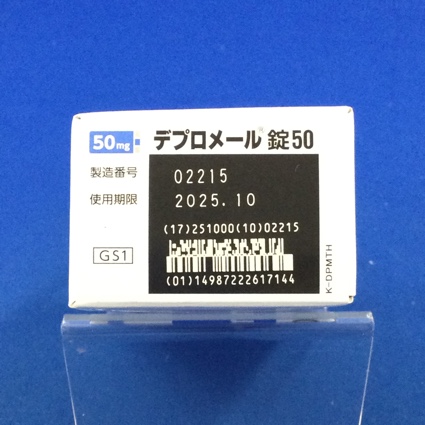 50mg デプロメール®錠50
製造番号 02215
使用期限 2025.10
(17)251000(10)02215
GS1
(01)14987222617144
K-DPMTH